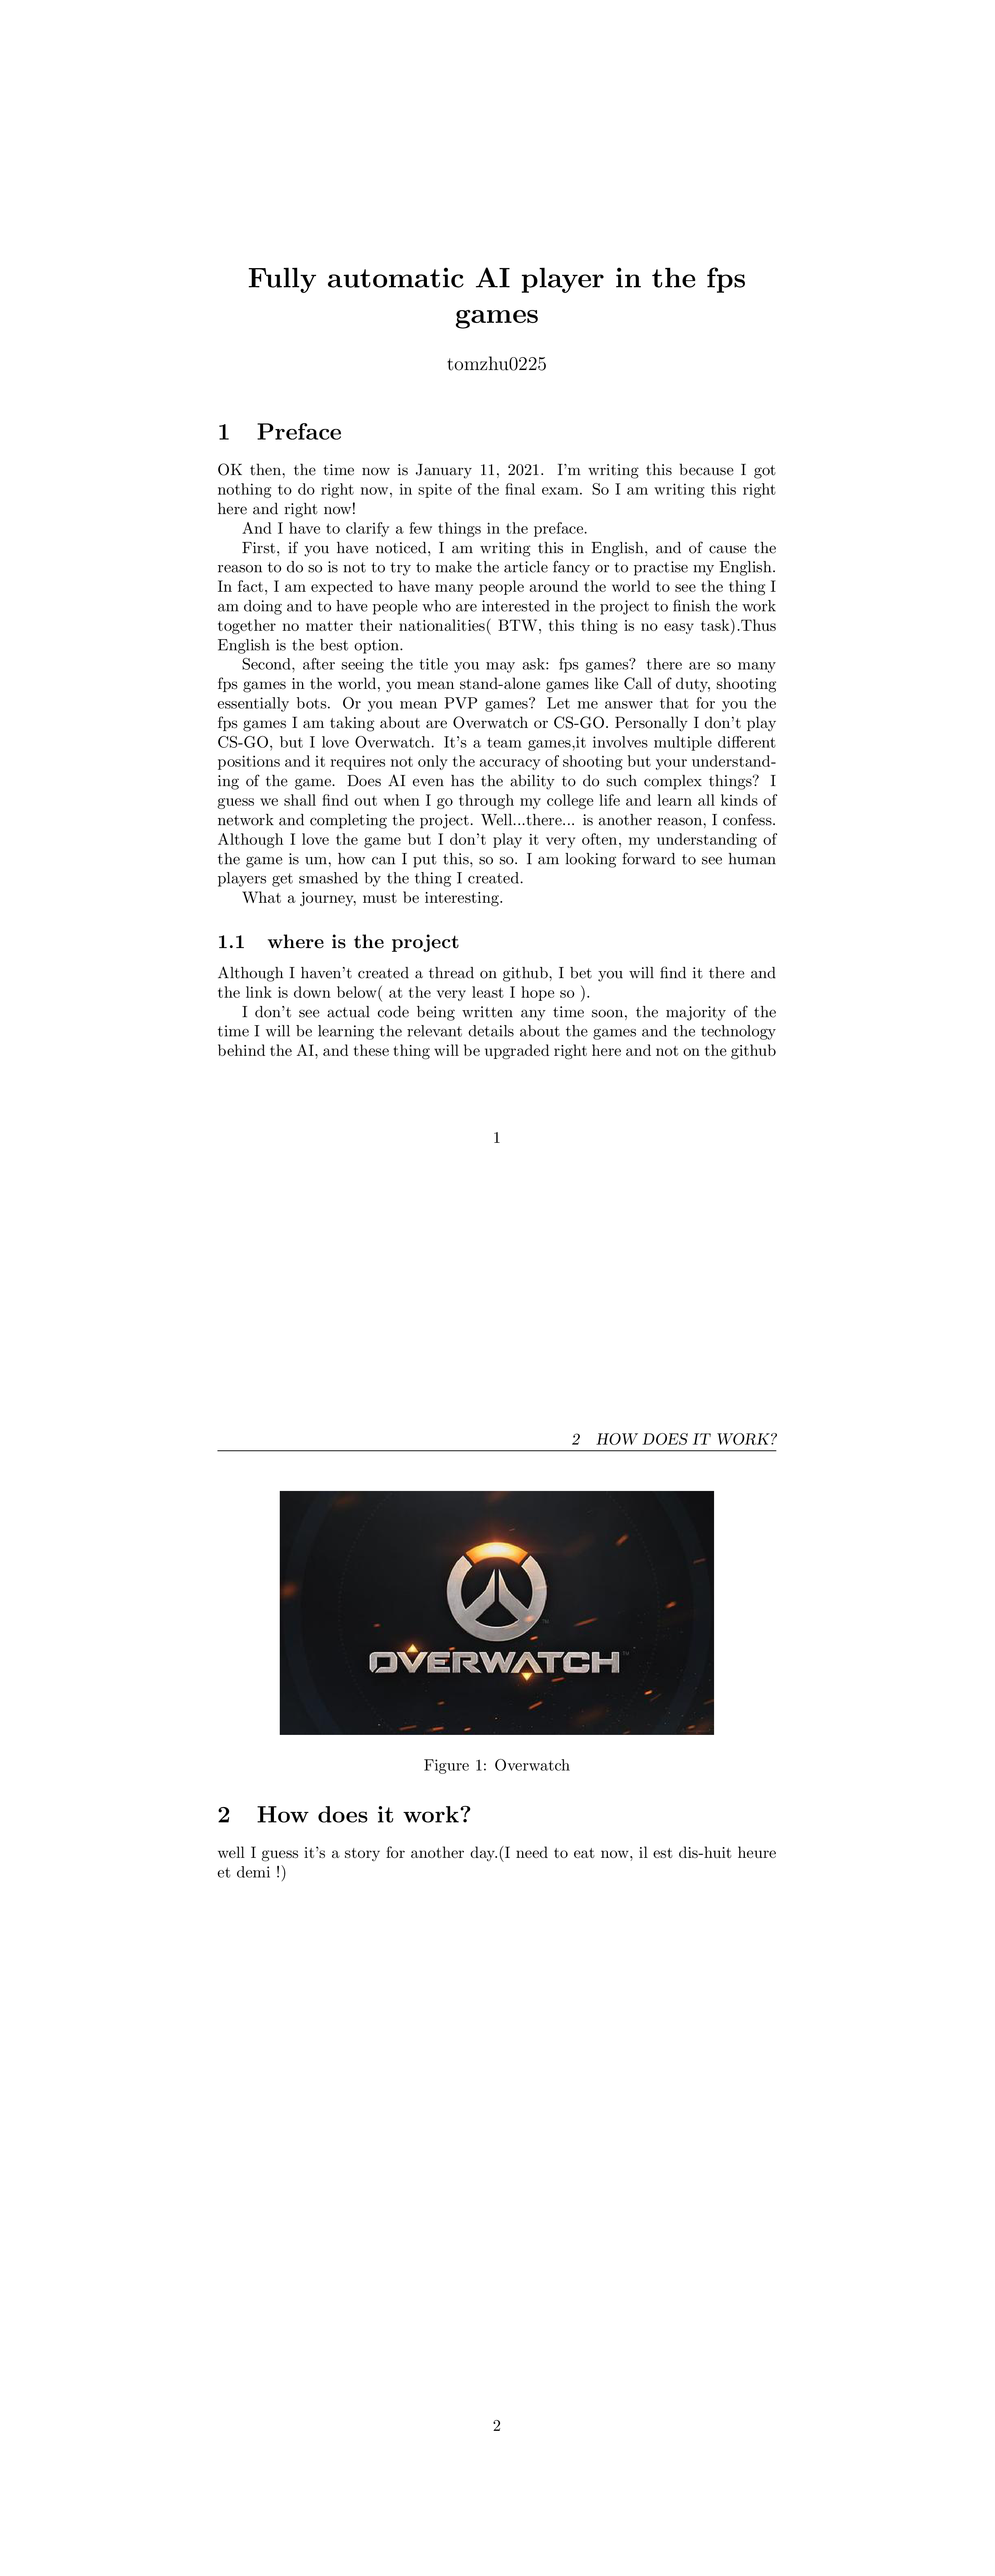 Fully automatic AI player in the fps
games
tomzhu0225
1 Preface
OK then, the time now is January 11, 2021. I'm writing this because I got
nothing to do right now, in spite of the final exam. So I am writing this right
here and right now!
And I have to clarify a few things in the preface.
First, if you have noticed, I am writing this in English, and of cause the
reason to do so is not to try to make the article fancy or to practise my English.
In fact, I am expected to have many people around the world to see the thing I
am doing and to have people who are interested in the project to finish the work
together no matter their nationalities( BTW, this thing is no easy task).Thus
English is the best option.
Second, after seeing the title you may ask: fps games? there are so many
fps games in the world, you mean stand-alone games like Call of duty, shooting
essentially bots. Or you mean PVP games? Let me answer that for you the
fps games I am taking about are Overwatch or CS-GO. Personally I don't play
CS-GO, but I love Overwatch. It's a team games,it involves multiple different
positions and it requires not only the accuracy of shooting but your understand-
ing of the game. Does AI even has the ability to do such complex things? I
guess we shall find out when I go through my college life and learn all kinds of
network and completing the project. Well...there... is another reason, I confess.
Although I love the game but I don't play it very often, my understanding of
the game is um, how can I put this, so so. I am looking forward to see human
players get smashed by the thing I created.
What a journey, must be interesting.
1.1 where is the project
Although I haven't created a thread on github, I bet you will find it there and
the link is down below( at the very least I hope so ).
I don't see actual code being written any time soon, the majority of the
time I will be learning the relevant details about the games and the technology
behind the AI, and these thing will be upgraded right here and not on the github
1
2 HOW DOES IT WORK?
OVERWATCH™
Figure 1: Overwatch
2 How does it work?
well I guess it's a story for another day.(I need to eat now, il est dis-huit heure
et demi !)
2